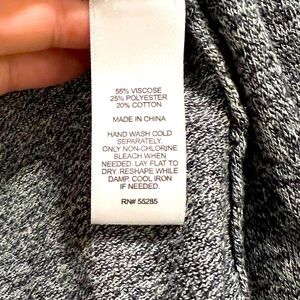 55% VISCOSE
25% POLYESTER
20% COTTON
MADE IN CHINA
HAND WASH COLD
SEPARATELY.
ONLY NON-CHLORINE
BLEACH WHEN
NEEDED. LAY FLAT TO
DRY. RESHAPE WHILE
DAMP. COOL IRON
IF NEEDED.
RN# 55285